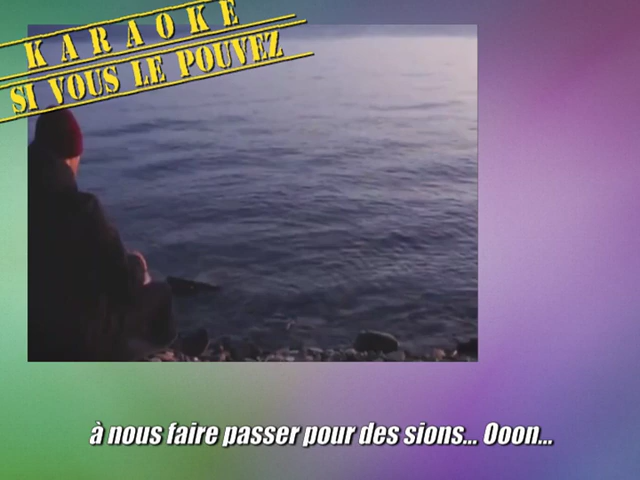 KARAOKE
SI VOUS LE POUVEZ
à nous faire passer pour des sions... Ooon...